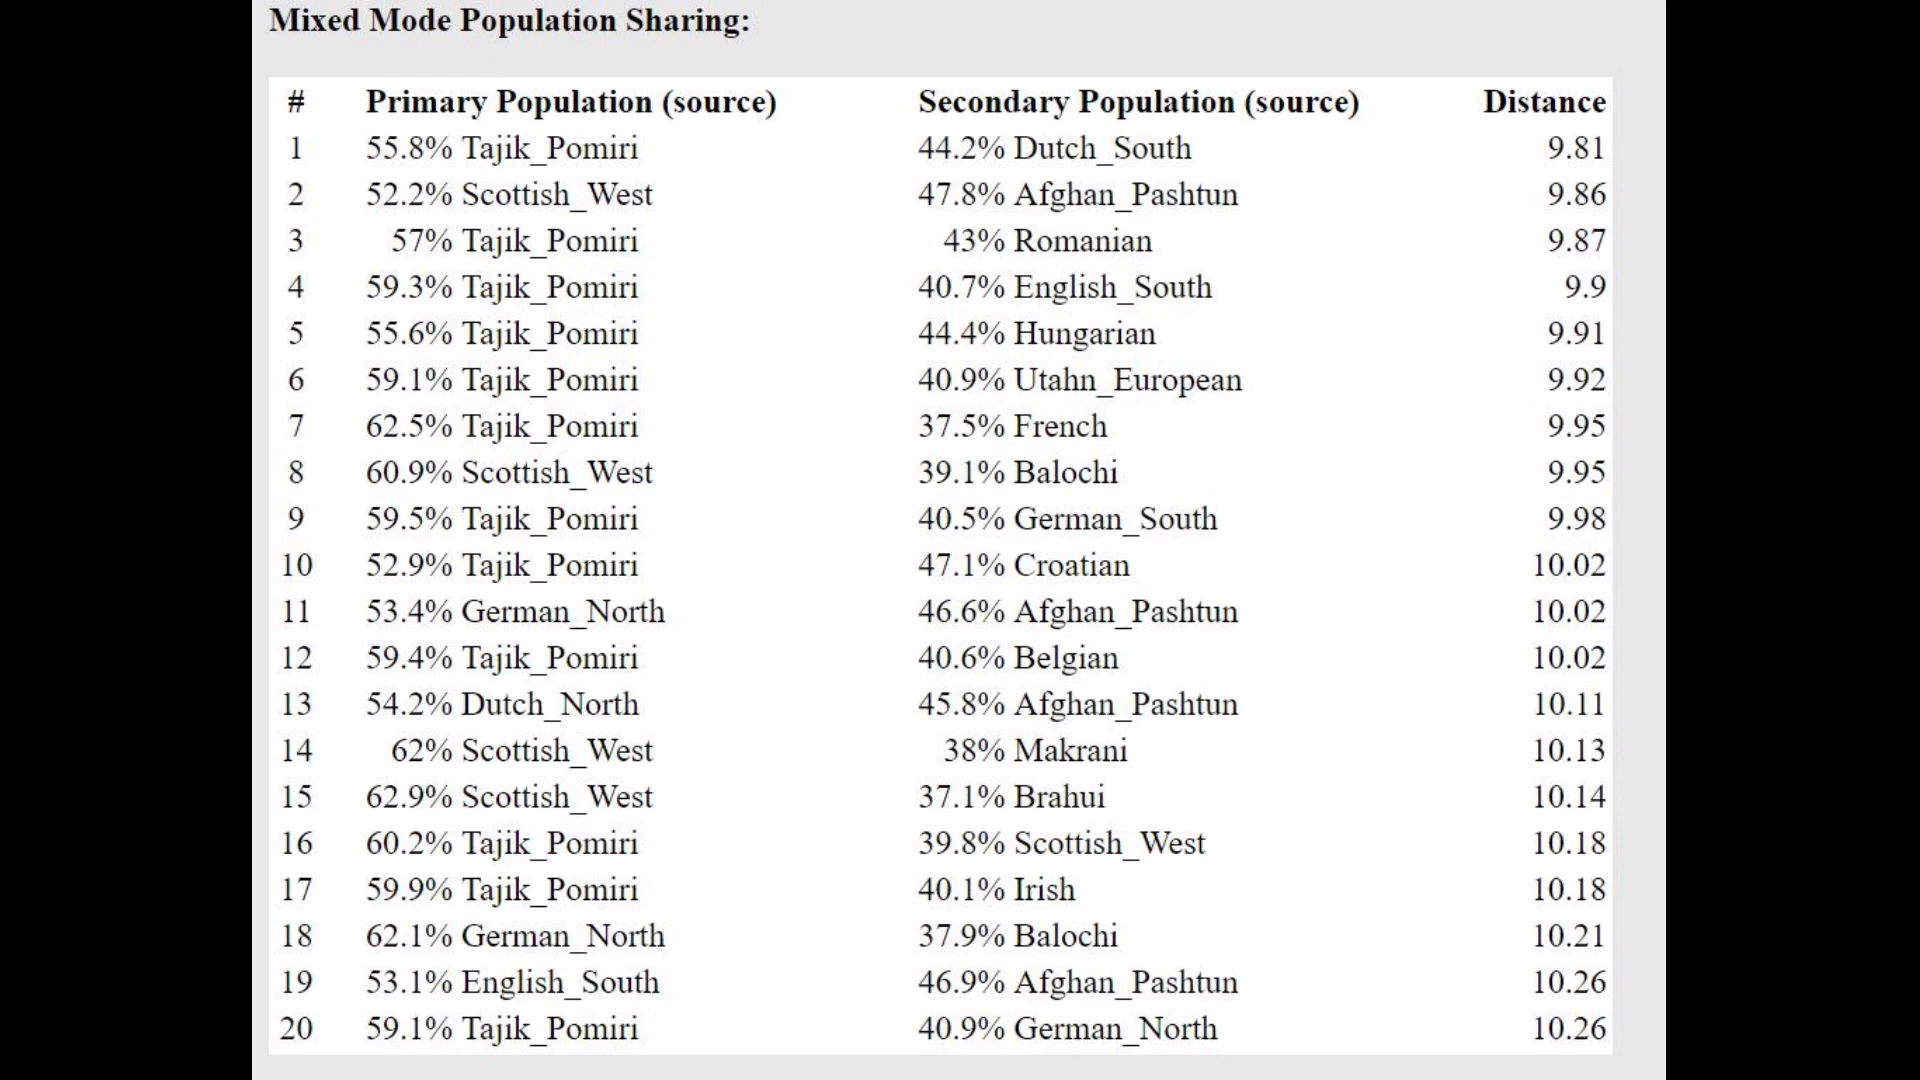 Mixed Mode Population Sharing:
# Primary Population (source) Secondary Population (source) Distance
1 55.8% Tajik_Pomiri 44.2% Dutch_South 9.81
2 52.2% Scottish_West 47.8% Afghan_Pashtun 9.86
3 57% Tajik_Pomiri 43% Romanian 9.87
4 59.3% Tajik_Pomiri 40.7% English_South 9.9
5 55.6% Tajik_Pomiri 44.4% Hungarian 9.91
6 59.1% Tajik_Pomiri 40.9% Utahn_European 9.92
7 62.5% Tajik_Pomiri 37.5% French 9.95
8 60.9% Scottish_West 39.1% Balochi 9.95
9 59.5% Tajik_Pomiri 40.5% German_South 9.98
10 52.9% Tajik_Pomiri 47.1% Croatian 10.02
11 53.4% German_North 46.6% Afghan_Pashtun 10.02
12 59.4% Tajik_Pomiri 40.6% Belgian 10.02
13 54.2% Dutch_North 45.8% Afghan_Pashtun 10.11
14 62% Scottish_West 38% Makrani 10.13
15 62.9% Scottish_West 37.1% Brahui 10.14
16 60.2% Tajik_Pomiri 39.8% Scottish_West 10.18
17 59.9% Tajik_Pomiri 40.1% Irish 10.18
18 62.1% German_North 37.9% Balochi 10.21
19 53.1% English_South 46.9% Afghan_Pashtun 10.26
20 59.1% Tajik_Pomiri 40.9% German_North 10.26